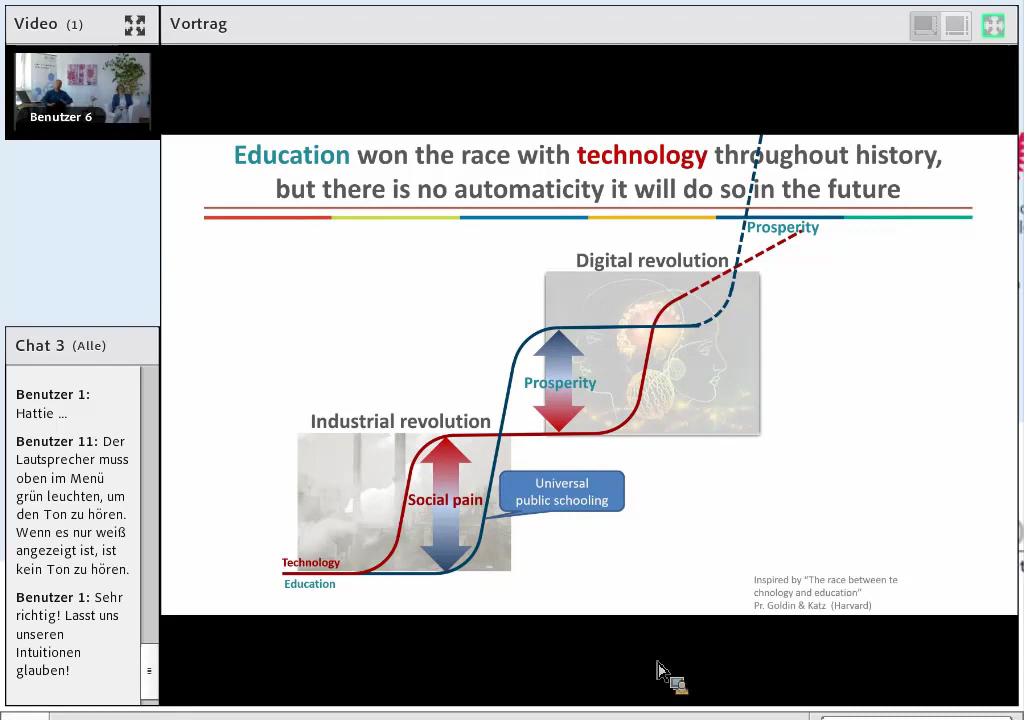 Video (1)
Vortrag
Benutzer 6
Education won the race with technology throughout history,
but there is no automaticity it will do so in the future
Prosperity
Digital revolution
Prosperity
Industrial revolution
Universal
public schooling
Social pain
Technology
Education
Inspired by “The race between te
chnology and education”
Pr. Goldin & Katz (Harvard)
Chat 3 (Alle)
Benutzer 1:
Hattie ...
Benutzer 11: Der
Lautsprecher muss
oben im Menü
grün leuchten, um
den Ton zu hören.
Wenn es nur weiß
angezeigt ist, ist
kein Ton zu hören.
Benutzer 1: Sehr
richtig! Lasst uns
unseren
Intuitionen
glauben!